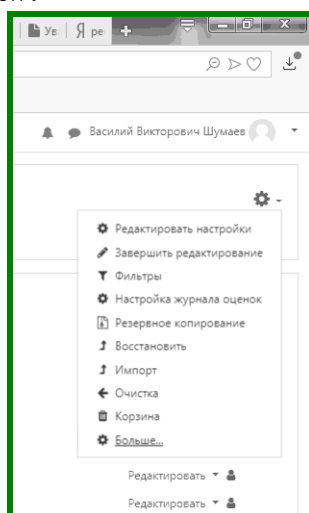 Ув.
Я ре
Василий Викторович Шумаев
Редактировать настройки
Завершить редактирование
Фильтры
Настройка журнала оценок
Резервное копирование
Восстановить
Импорт
Очистка
Корзина
Больше...
Редактировать
Редактировать